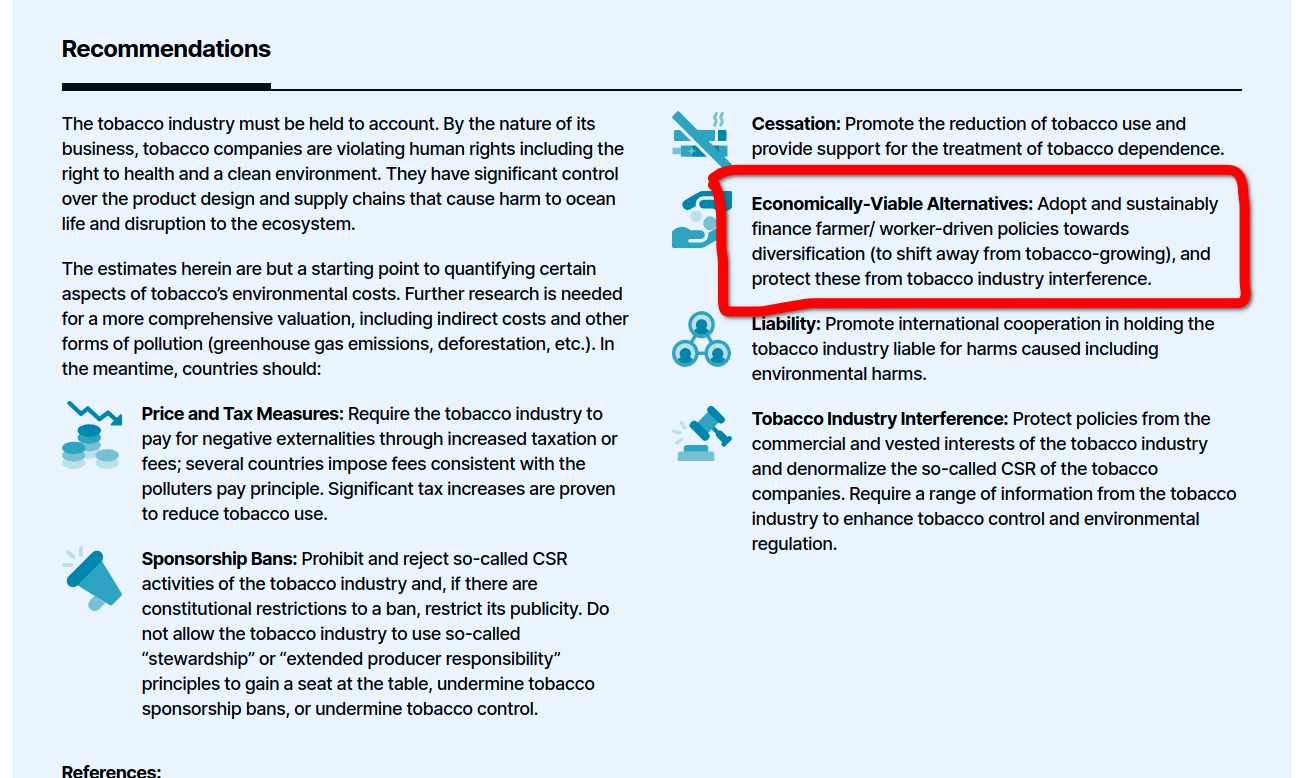 Recommendations
The tobacco industry must be held to account. By the nature of its
business, tobacco companies are violating human rights including the
right to health and a clean environment. They have significant control
over the product design and supply chains that cause harm to ocean
life and disruption to the ecosystem.
The estimates herein are but a starting point to quantifying certain
aspects of tobacco’s environmental costs. Further research is needed
for a more comprehensive valuation, including indirect costs and other
forms of pollution (greenhouse gas emissions, deforestation, etc.). In
the meantime, countries should:
Price and Tax Measures: Require the tobacco industry to
pay for negative externalities through increased taxation or
fees; several countries impose fees consistent with the
polluters pay principle. Significant tax increases are proven
to reduce tobacco use.
Sponsorship Bans: Prohibit and reject so-called CSR
activities of the tobacco industry and, if there are
constitutional restrictions to a ban, restrict its publicity. Do
not allow the tobacco industry to use so-called
“stewardship” or “extended producer responsibility”
principles to gain a seat at the table, undermine tobacco
sponsorship bans, or undermine tobacco control.
Cessation: Promote the reduction of tobacco use and
provide support for the treatment of tobacco dependence.
Economically-Viable Alternatives: Adopt and sustainably
finance farmer/ worker-driven policies towards
diversification (to shift away from tobacco-growing), and
protect these from tobacco industry interference.
Liability: Promote international cooperation in holding the
tobacco industry liable for harms caused including
environmental harms.
Tobacco Industry Interference: Protect policies from the
commercial and vested interests of the tobacco industry
and denormalize the so-called CSR of the tobacco
companies. Require a range of information from the tobacco
industry to enhance tobacco control and environmental
regulation.
References: